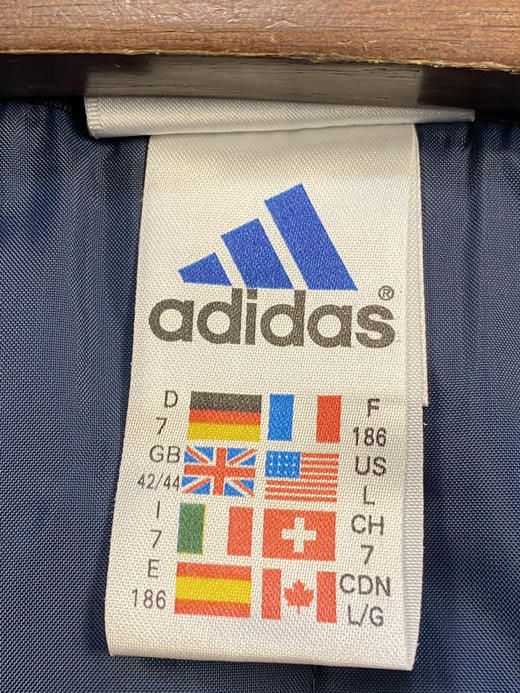 adidas®
D F
7 186
GB US
42/44 L
I CH
7 7
E CDN
186 L/G